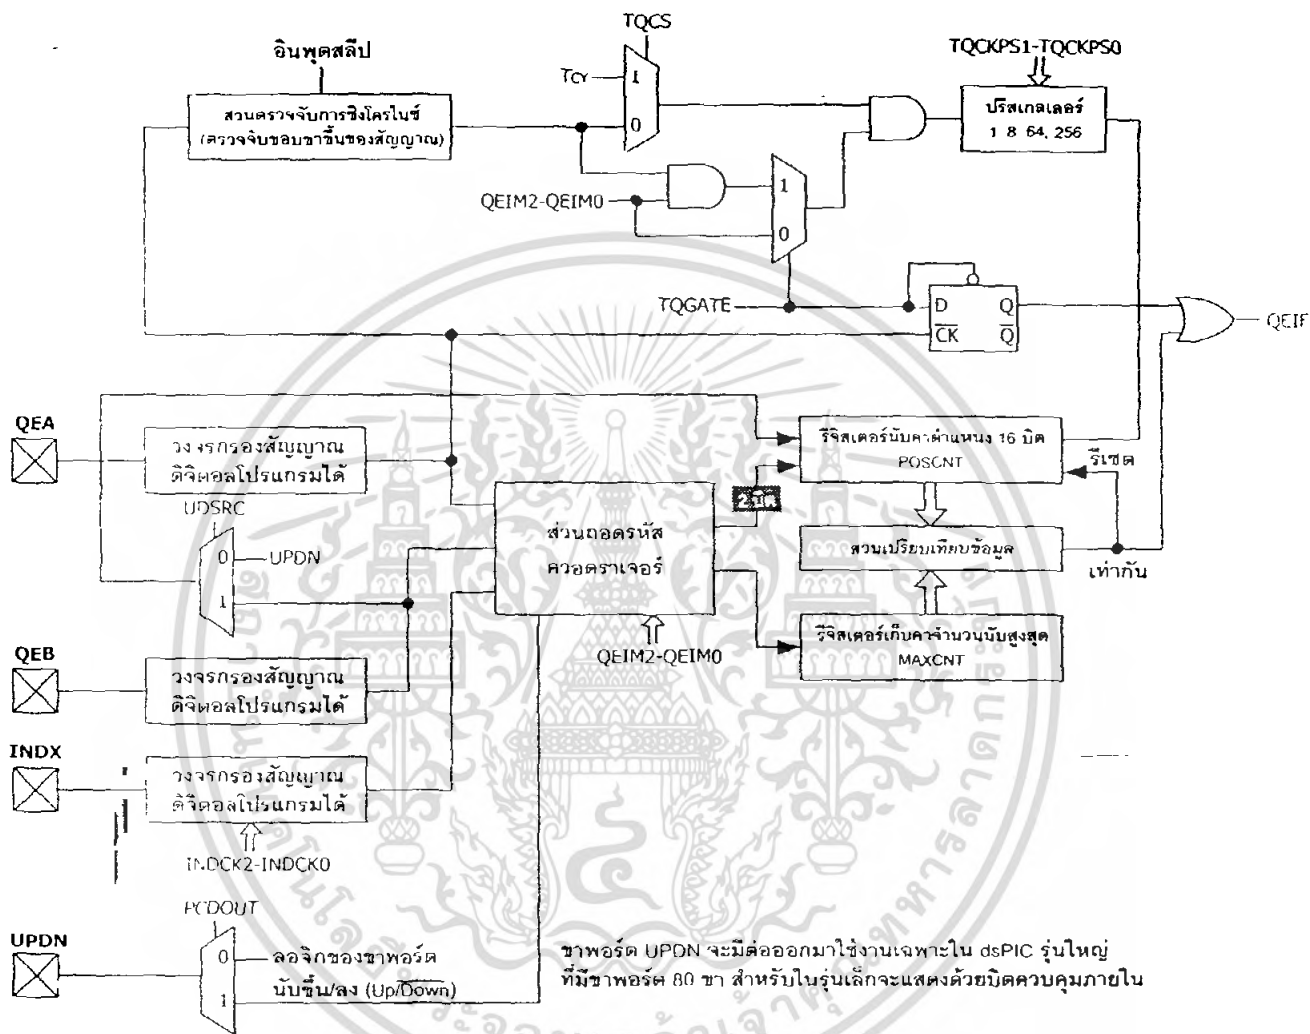 TQCS
อินพุตสลีป
TQCKPS1-TQCKPS0
TCY
1
0
ส่วนตรวจจับการซิงโครไนซ์
(ตรวจจับขอบขาขึ้นของสัญญาณ)
ปรีสเกลเลอร์
1 8 64, 256
QEIM2-QEIM0
1
0
TQGATE
D Q
CK Q
QEIF
QEA
วงจรกรองสัญญาณ
ดิจิตอลโปรแกรมได้
รีจิสเตอร์นับค่าตำแหน่ง 16 บิต
POSCNT
รีเซต
UDSRC
0
UPDN
1
ส่วนถอดรหัส
ควอดราเจอร์
ส่วนเปรียบเทียบข้อมูล
เท่ากัน
QEIM2-QEIM0
รีจิสเตอร์เก็บค่าจำนวนนับสูงสุด
MAXCNT
QEB
วงจรกรองสัญญาณ
ดิจิตอลโปรแกรมได้
INDX
วงจรกรองสัญญาณ
ดิจิตอลโปรแกรมได้
INDCK2-INDCK0
PCDOUT
UPDN
0
ลอจิกของขาพอร์ต
1
นับขึ้น/ลง (Up/Down)
ขาพอร์ต UPDN จะมีต่อออกมาใช้งานเฉพาะใน dsPIC รุ่นใหญ่
ที่มีขาพอร์ต 80 ขา สำหรับในรุ่นเล็กจะแสดงด้วยบิตควบคุมภายใน